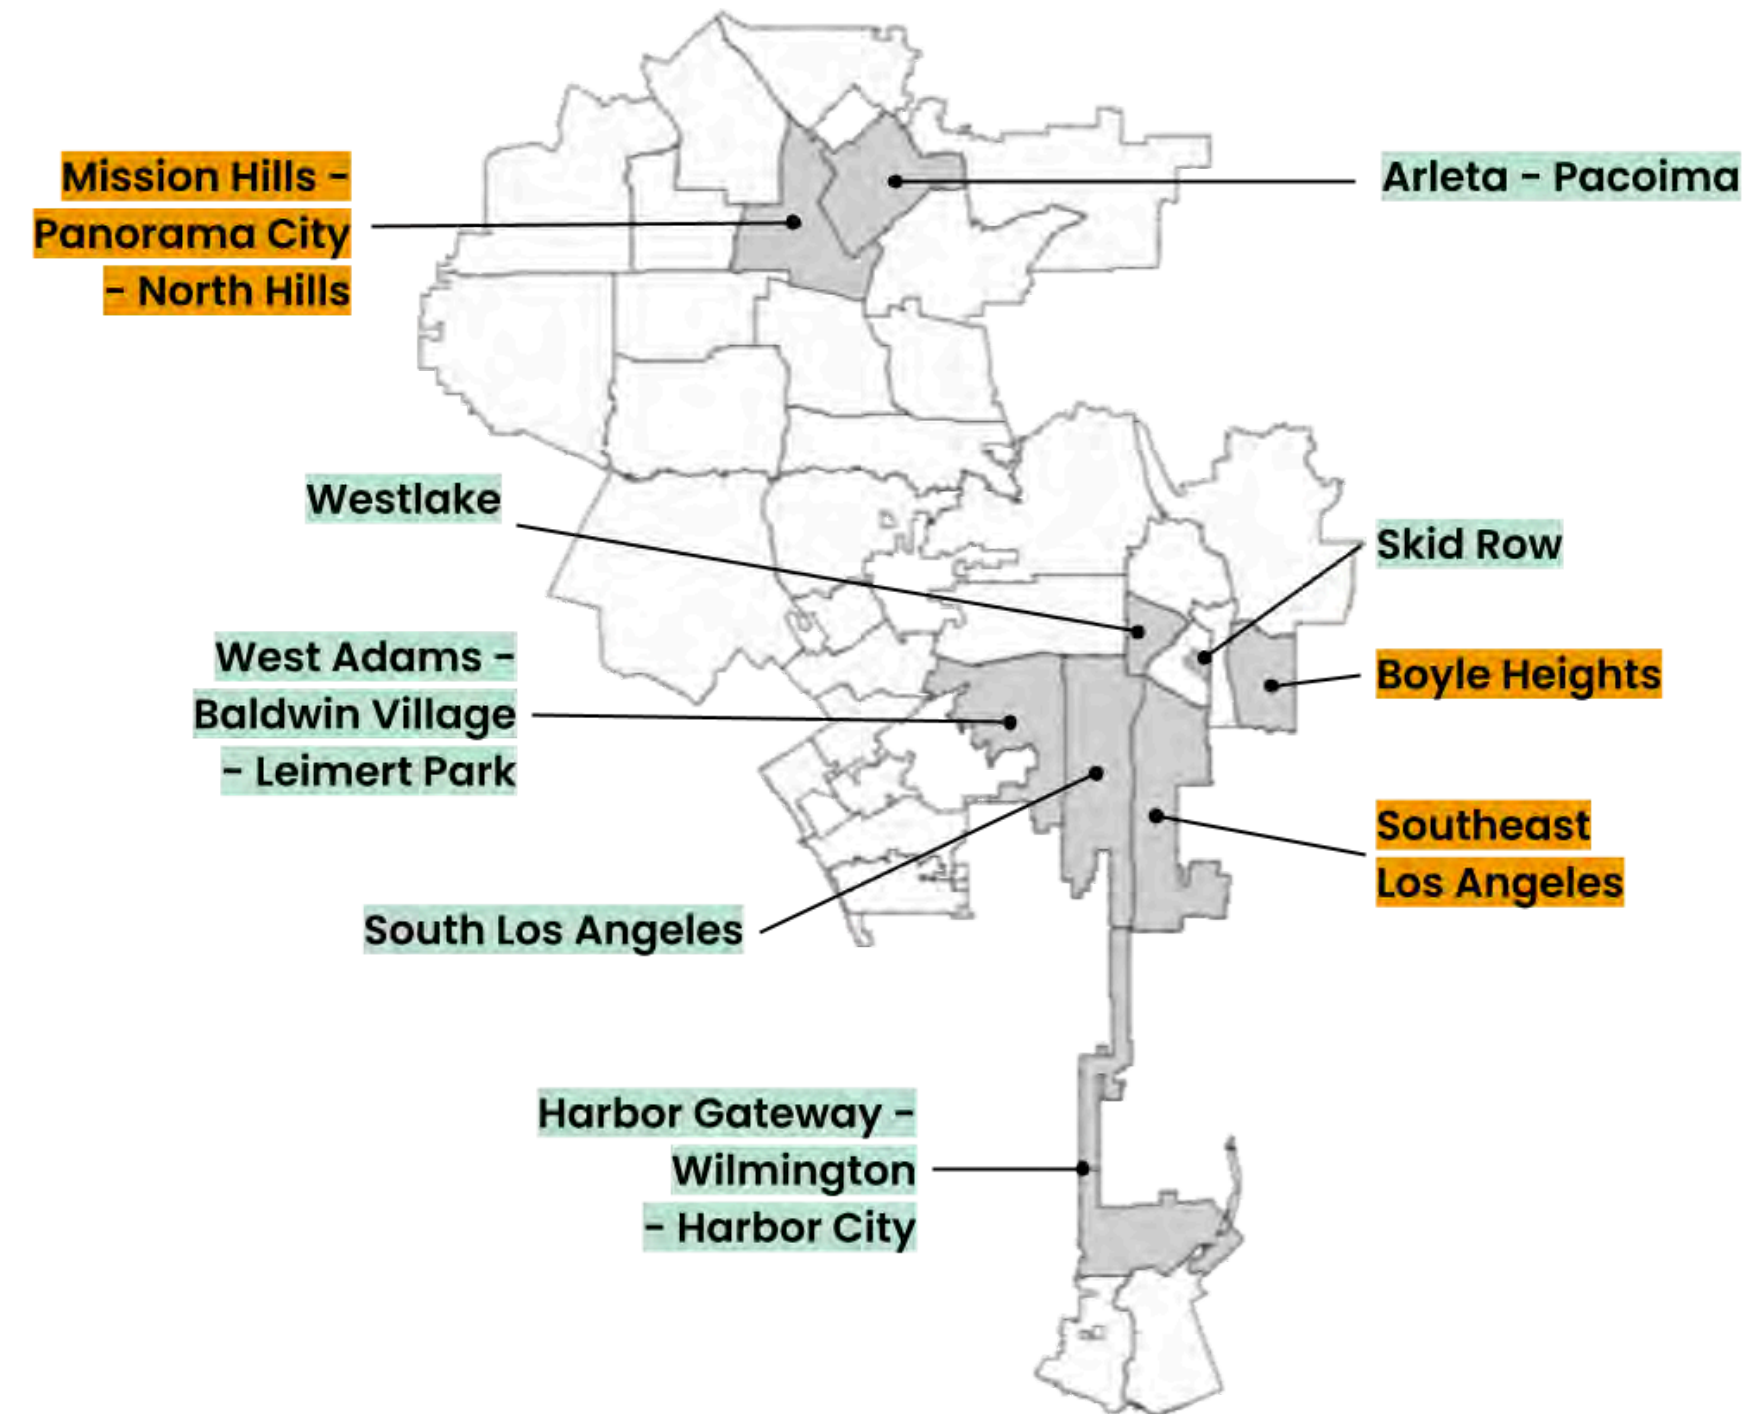 Mission Hills -
Panorama City
- North Hills
Arleta - Pacoima
Westlake
Skid Row
West Adams -
Baldwin Village
- Leimert Park
Boyle Heights
Southeast
Los Angeles
South Los Angeles
Harbor Gateway -
Wilmington
- Harbor City